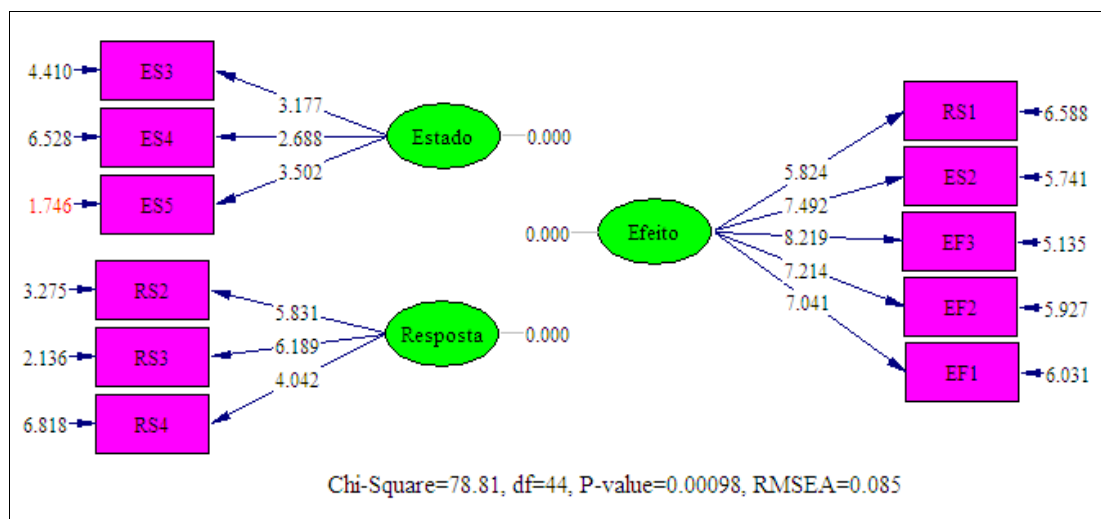 4.410 ES3
6.528 ES4
1.746 ES5
3.177
2.688
3.502
Estado 0.000
3.275 RS2
2.136 RS3
6.818 RS4
5.831
6.189
4.042
Resposta 0.000
0.000 Efeito
5.824
7.492
8.219
7.214
7.041
RS1 6.588
ES2 5.741
EF3 5.135
EF2 5.927
EF1 6.031
Chi-Square=78.81, df=44, P-value=0.00098, RMSEA=0.085